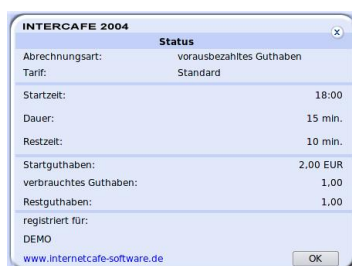 INTERCAFE 2004
x
Status
Abrechnungsart: vorausbezahltes Guthaben
Tarif: Standard
Startzeit: 18:00
Dauer: 15 min.
Restzeit: 10 min.
Startguthaben: 2,00 EUR
verbrauchtes Guthaben: 1,00
Restguthaben: 1,00
registriert für:
DEMO
www.internetcafe-software.de OK